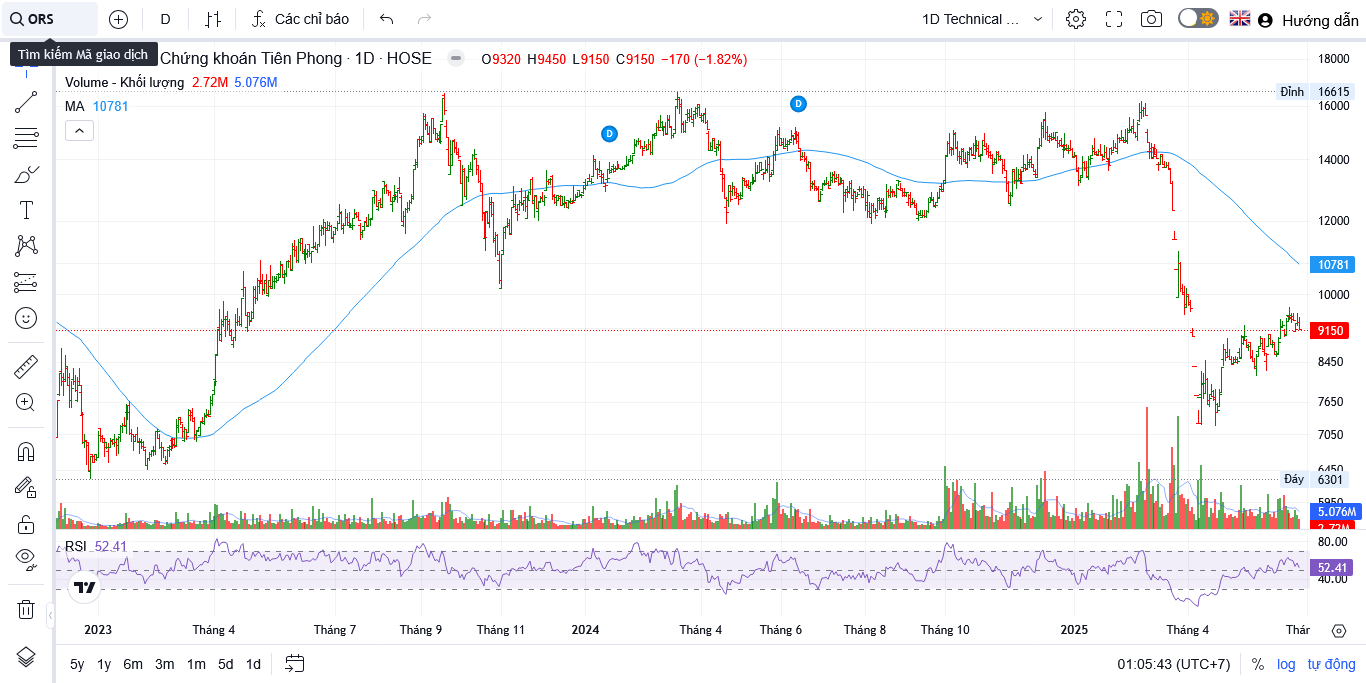 ORS
D
Các chỉ báo
1D Technical ...
Hướng dẫn
Tìm kiếm Mã giao dịch
Chứng khoán Tiên Phong · 1D · HOSE
O9320 H9450 L9150 C9150 −170 (−1.82%)
Volume - Khối lượng 2.72M 5.076M
MA 10781
D
D
18000
Đỉnh 16615
16000
14000
12000
10781
10000
9150
8450
7650
7050
6450
Đáy 6301
5950
5.076M
2.72M
RSI 52.41
80.00
52.41
40.00
2023
Tháng 4
Tháng 7
Tháng 9
Tháng 11
2024
Tháng 4
Tháng 6
Tháng 8
Tháng 10
2025
Tháng 4
Thár
5y 1y 6m 3m 1m 5d 1d
01:05:43 (UTC+7)
% log tự động